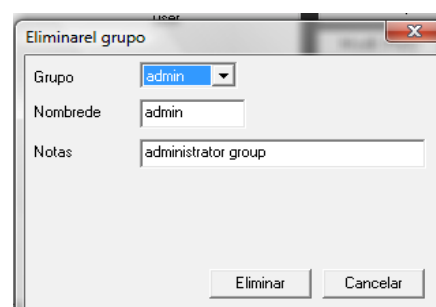 user
Eliminarel grupo
Grupo admin
Nombrede admin
Notas administrator group
Eliminar Cancelar